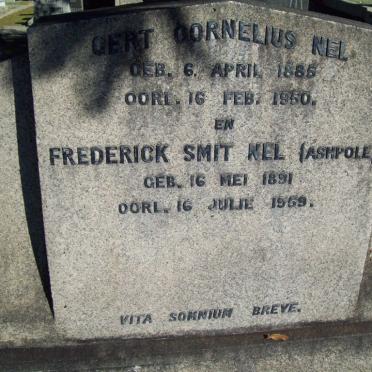 GERT CORNELIUS NEL
GEB. 6. APRIL 1885
OORL. 16 FEB. 1950.
EN
FREDERICK SMIT NEL (ASHPOLE
GEB. 16 MEI 1891
OORL. 16 JULIE 1959.
VITA SOMNIUM BREVE.